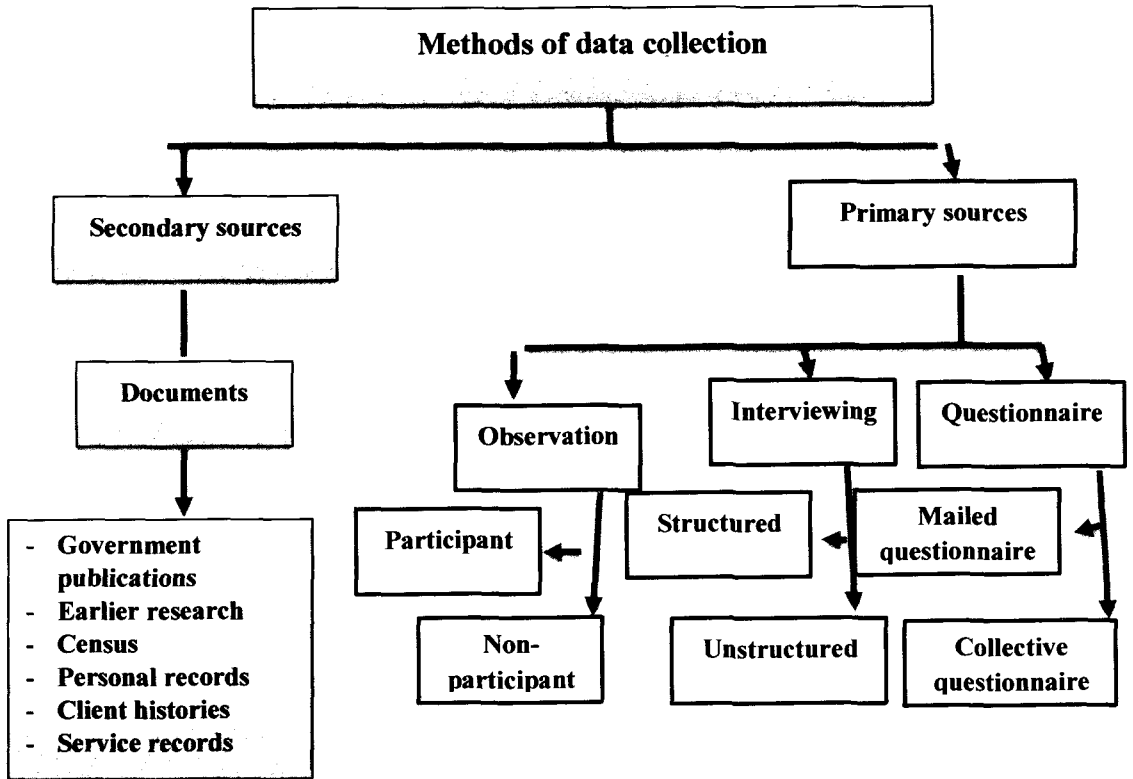 Methods of data collection
Secondary sources
Primary sources
Documents
Observation
Interviewing
Questionnaire
Participant
Structured
Mailed
questionnaire
Non-
participant
Unstructured
Collective
questionnaire
- Government
publications
- Earlier research
- Census
- Personal records
- Client histories
- Service records